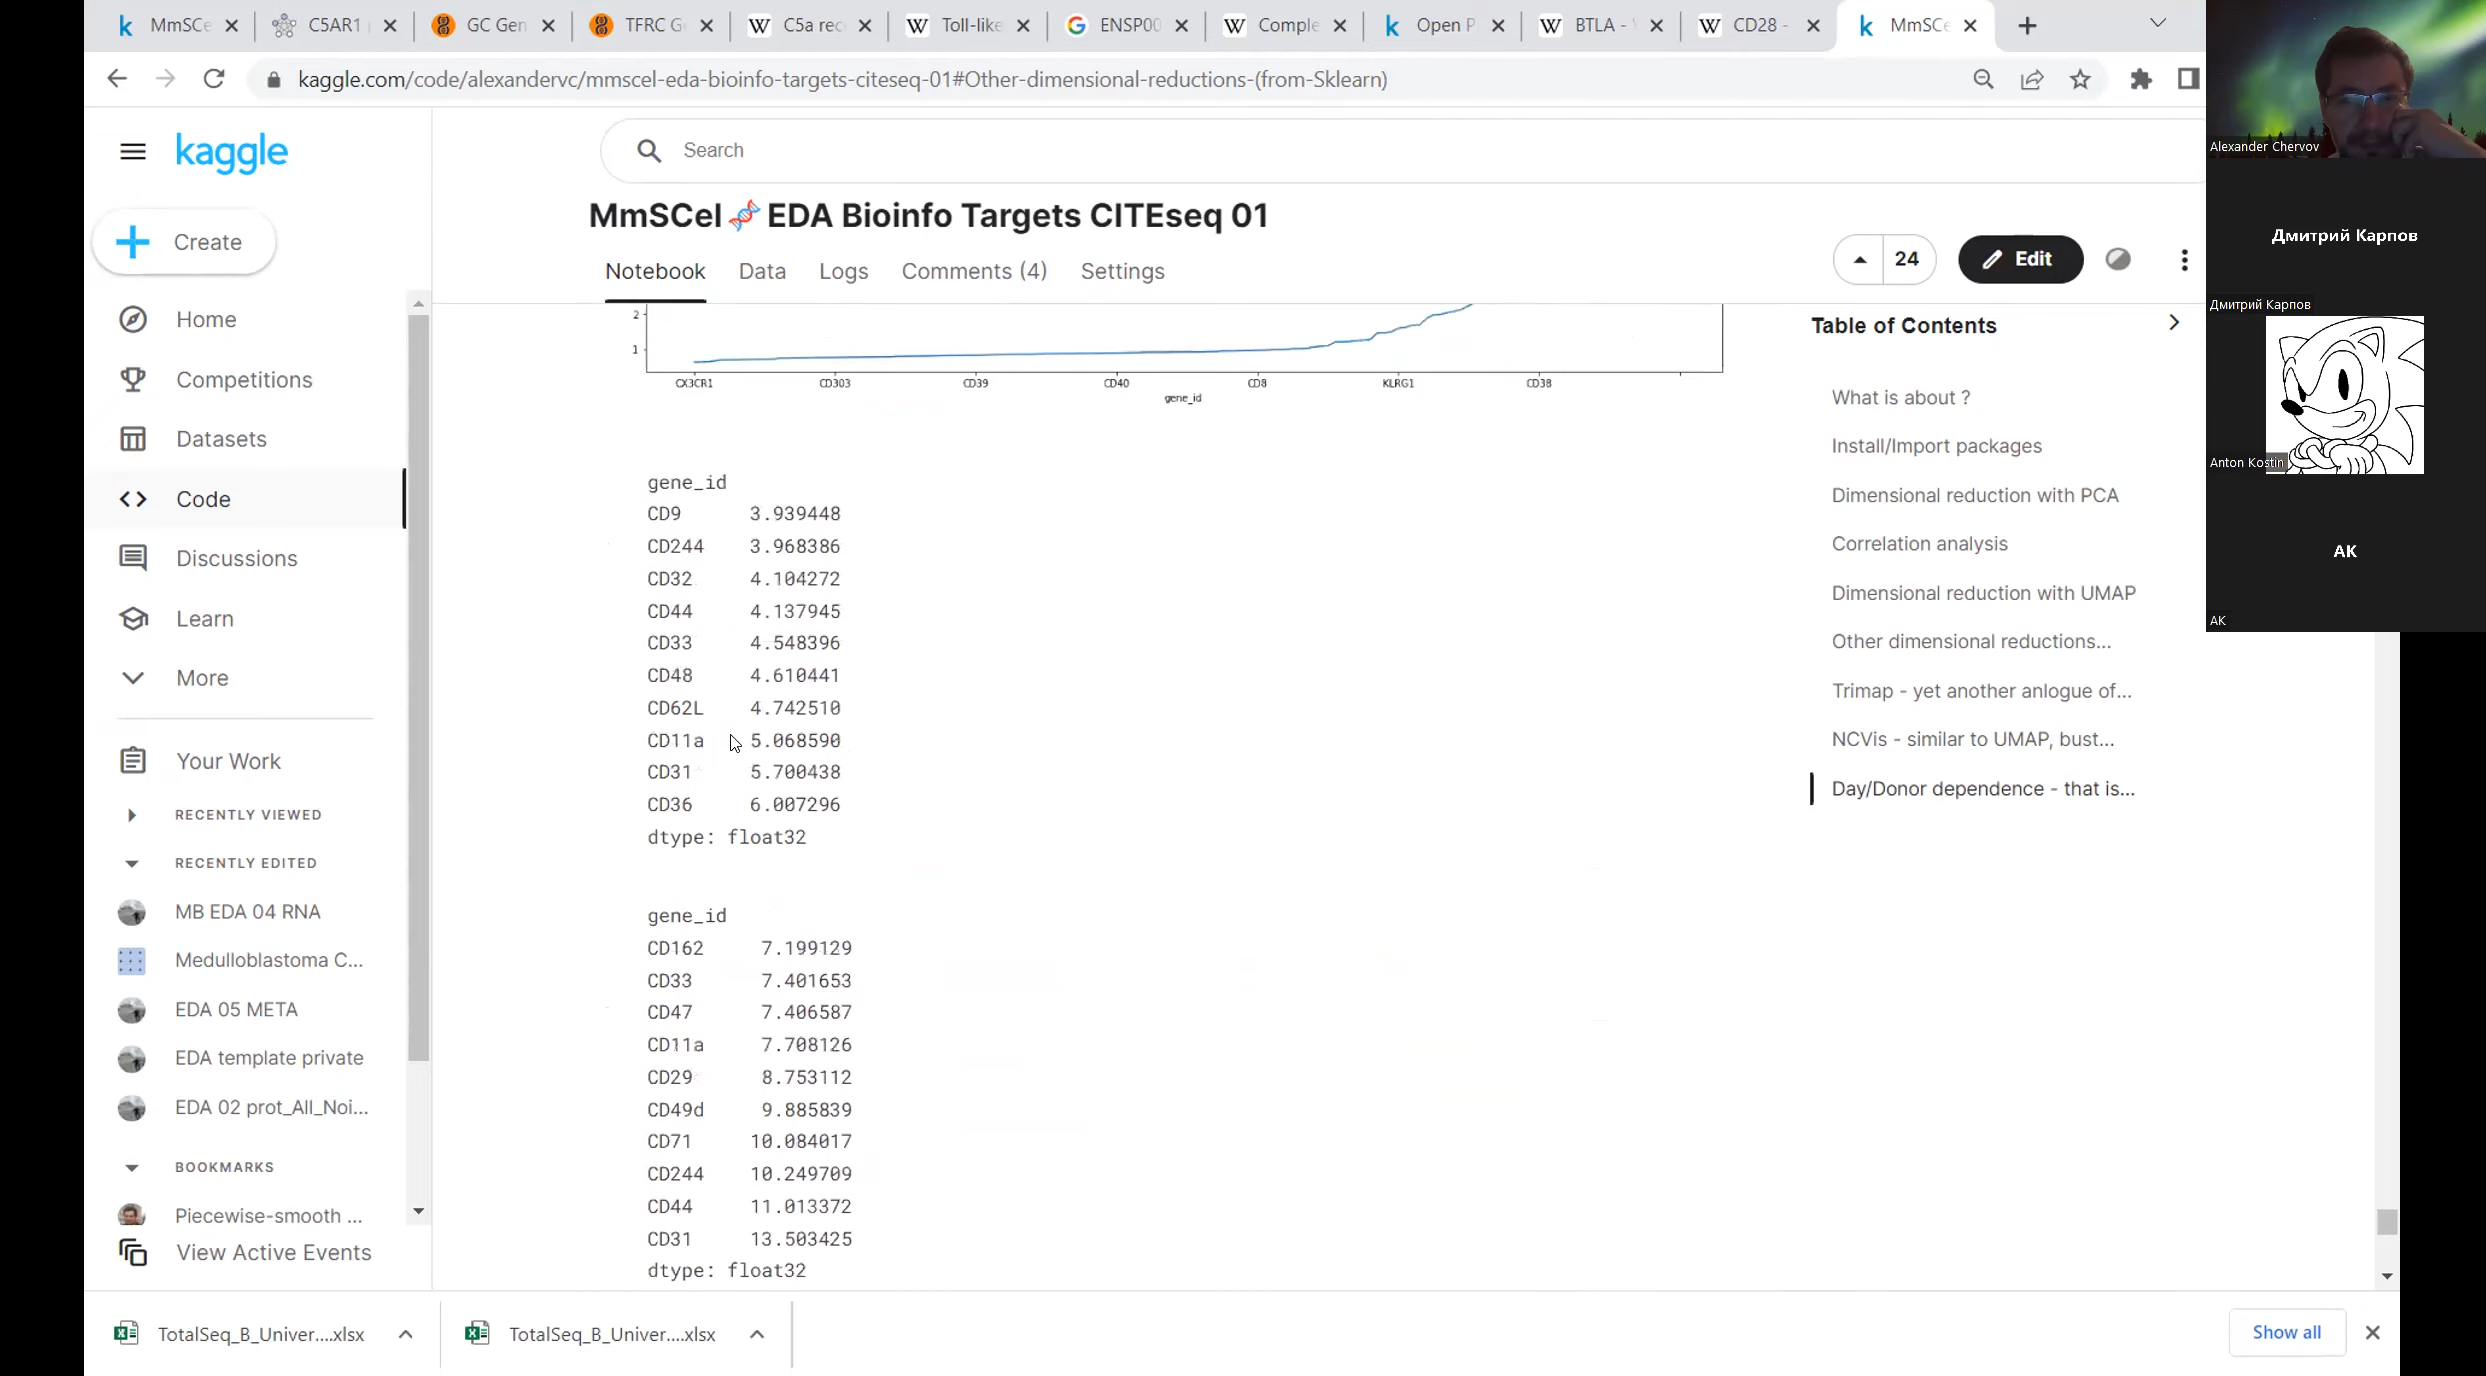 MmSCe
C5AR1
GC Gen
TFRC G
C5a rec
Toll-like
ENSP00
Comple
Open P
BTLA -
CD28 -
MmSCe
kaggle.com/code/alexandervc/mmscel-eda-bioinfo-targets-citeseq-01#Other-dimensional-reductions-(from-Sklearn)
kaggle
Search
Create
Home
Competitions
Datasets
Code
Discussions
Learn
More
Your Work
RECENTLY VIEWED
RECENTLY EDITED
MB EDA 04 RNA
Medulloblastoma C...
EDA 05 META
EDA template private
EDA 02 prot_All_Noi...
BOOKMARKS
Piecewise-smooth ...
View Active Events
MmSCel 🧬 EDA Bioinfo Targets CITEseq 01
Notebook Data Logs Comments (4) Settings
24
Edit
2
1
CX3CR1 CD303 CD39 CD40 CD8 KLRG1 CD38
gene_id
gene_id
CD9 3.939448
CD244 3.968386
CD32 4.104272
CD44 4.137945
CD33 4.548396
CD48 4.610441
CD62L 4.742510
CD11a 5.068590
CD31 5.700438
CD36 6.007296
dtype: float32
gene_id
CD162 7.199129
CD33 7.401653
CD47 7.406587
CD11a 7.708126
CD29 8.753112
CD49d 9.885839
CD71 10.084017
CD244 10.249709
CD44 11.013372
CD31 13.503425
dtype: float32
Table of Contents
What is about ?
Install/Import packages
Dimensional reduction with PCA
Correlation analysis
Dimensional reduction with UMAP
Other dimensional reductions...
Trimap - yet another anlogue of...
NCVis - similar to UMAP, bust...
Day/Donor dependence - that is...
Alexander Chervov
Дмитрий Карпов
Дмитрий Карпов
Anton Kostin
AK
AK
TotalSeq_B_Univer....xlsx
TotalSeq_B_Univer....xlsx
Show all